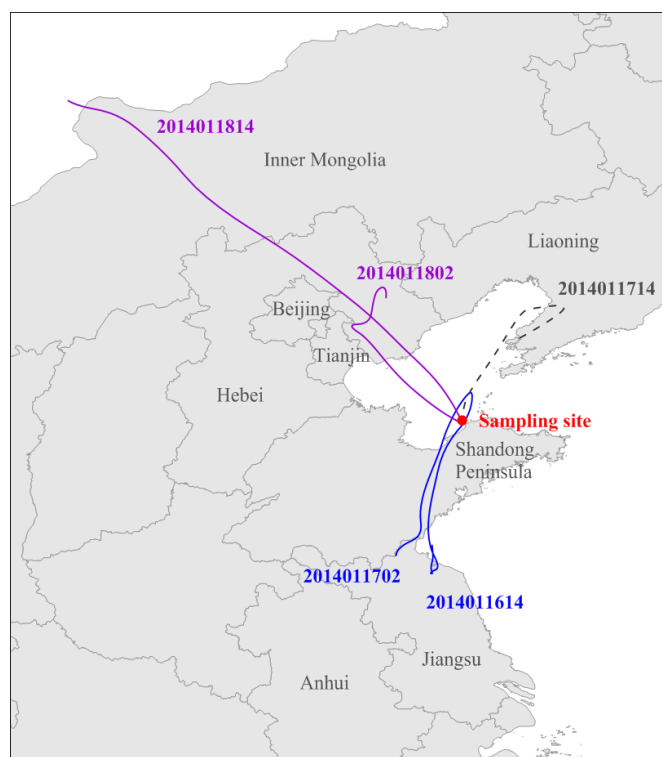 2014011814
Inner Mongolia
Liaoning
2014011802
2014011714
Beijing
Tianjin
Hebei
Sampling site
Shandong
Peninsula
2014011702
2014011614
Jiangsu
Anhui